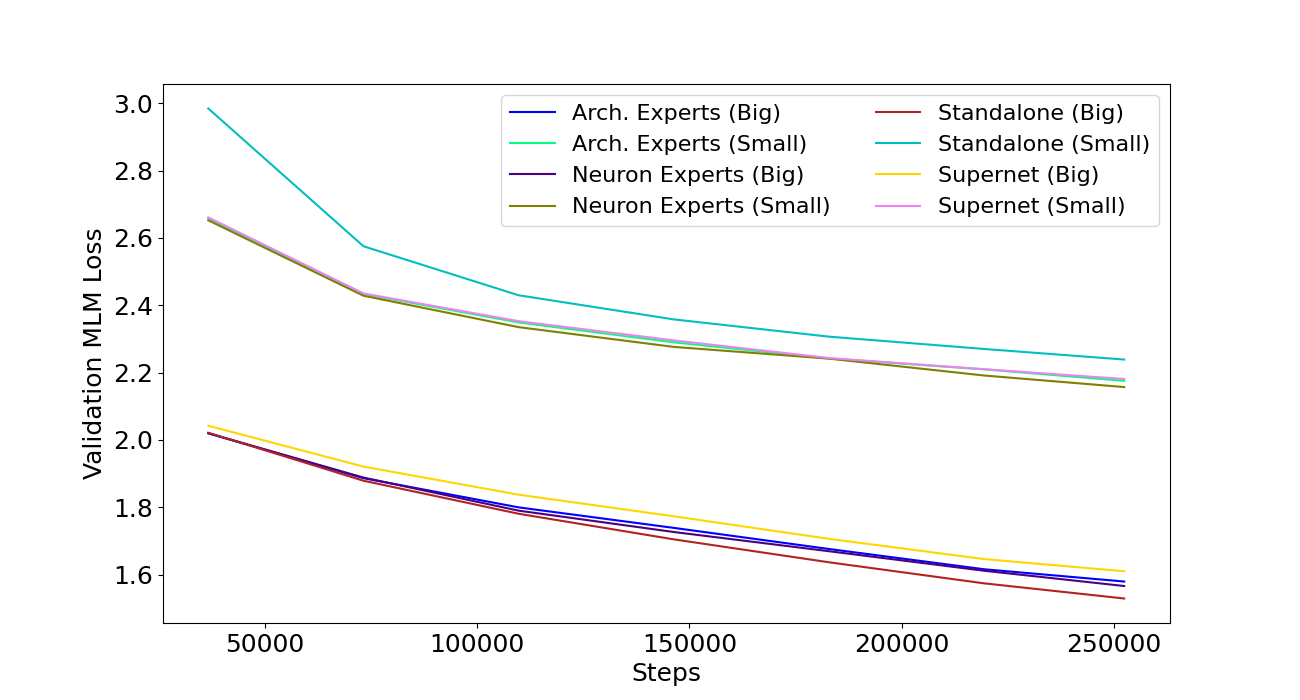 3.0
2.8
2.6
2.4
2.2
2.0
1.8
1.6
Validation MLM Loss
Arch. Experts (Big)
Arch. Experts (Small)
Neuron Experts (Big)
Neuron Experts (Small)
Standalone (Big)
Standalone (Small)
Supernet (Big)
Supernet (Small)
50000 100000 150000 200000 250000
Steps